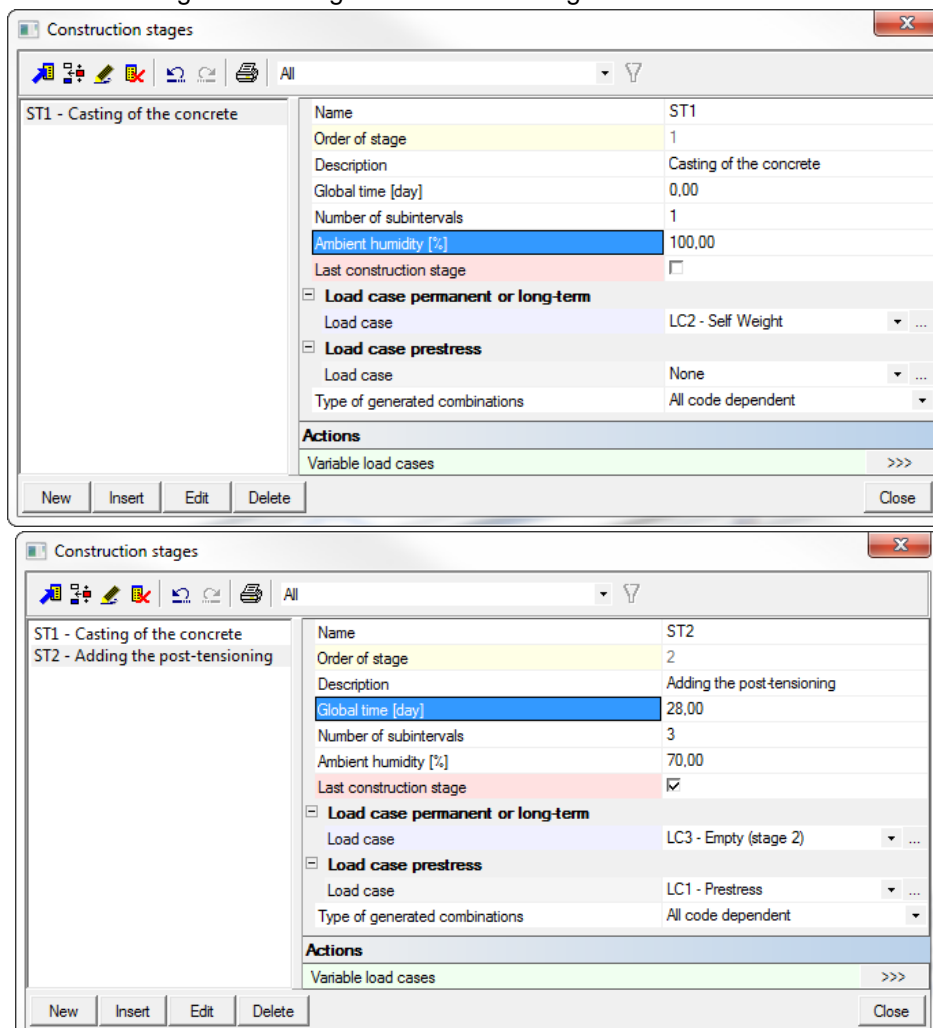 Construction stages
All
ST1 - Casting of the concrete
Name ST1
Order of stage 1
Description Casting of the concrete
Global time [day] 0,00
Number of subintervals 1
Ambient humidity [%] 100,00
Last construction stage
Load case permanent or long-term
Load case LC2 - Self Weight ...
Load case prestress
Load case None ...
Type of generated combinations All code dependent
Actions
Variable load cases >>>
New Insert Edit Delete Close
Construction stages
All
ST1 - Casting of the concrete
ST2 - Adding the post-tensioning
Name ST2
Order of stage 2
Description Adding the post-tensioning
Global time [day] 28,00
Number of subintervals 3
Ambient humidity [%] 70,00
Last construction stage
Load case permanent or long-term
Load case LC3 - Empty (stage 2) ...
Load case prestress
Load case LC1 - Prestress ...
Type of generated combinations All code dependent
Actions
Variable load cases >>>
New Insert Edit Delete Close